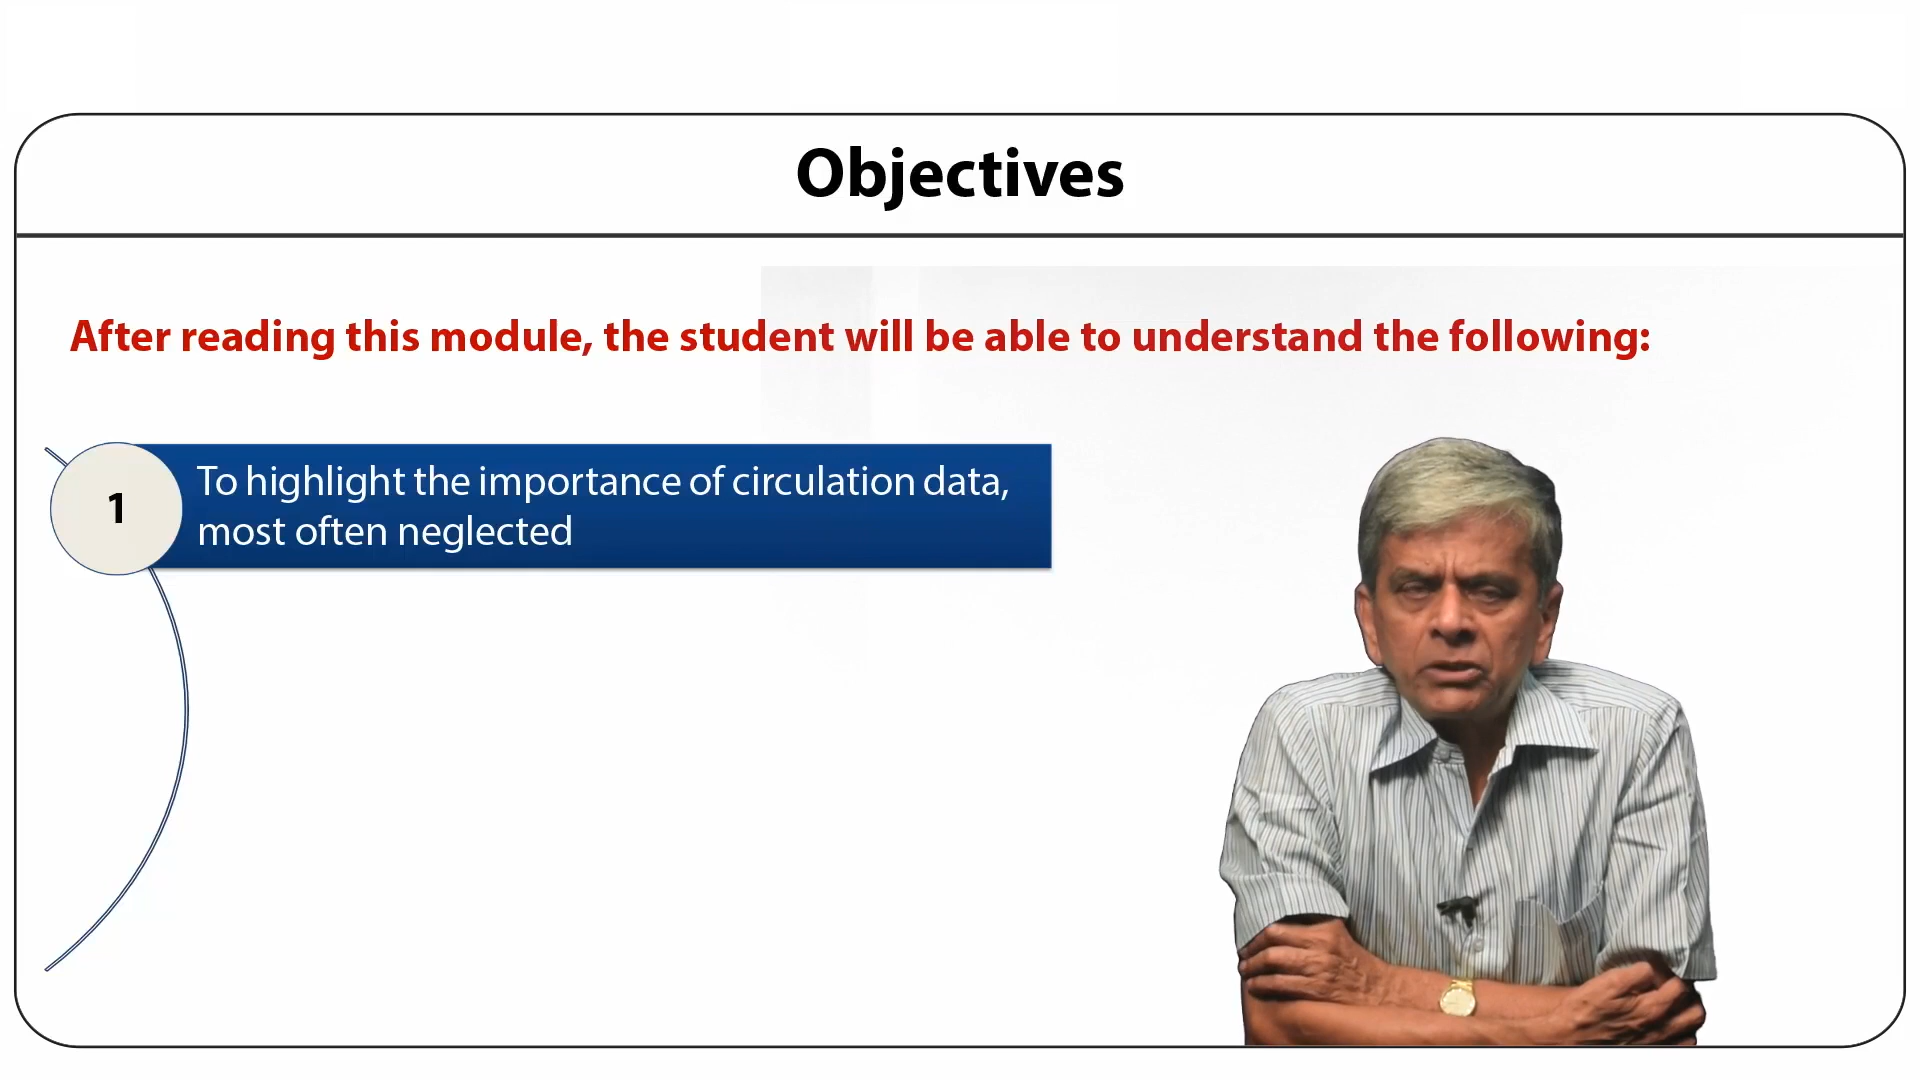 Objectives
After reading this module, the student will be able to understand the following:
1
To highlight the importance of circulation data,
most often neglected